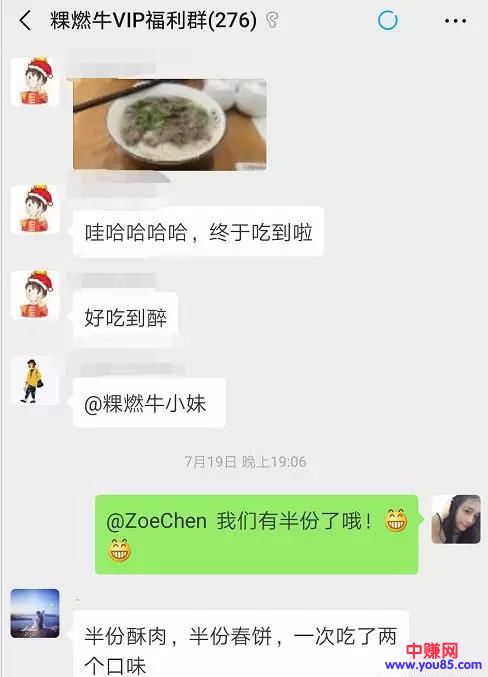 粿燃牛VIP福利群(276)
哇哈哈哈哈，终于吃到啦
好吃到醉
@粿燃牛小妹
7月19日 晚上19:06
@ZoeChen 我们有半份了哦！
半份酥肉，半份春饼，一次吃了两
个口味
中赚网
www.you85.com